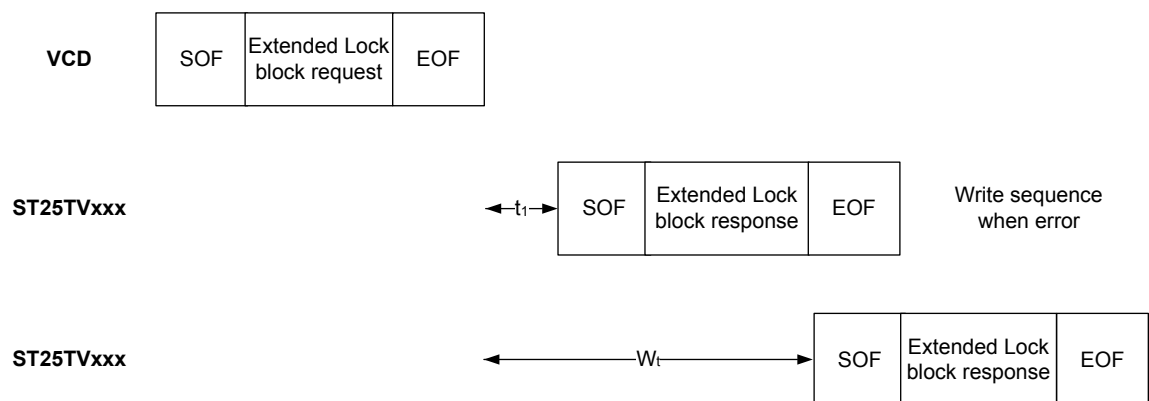 VCD
SOF
Extended Lock
block request
EOF
ST25TVxxx
t1
SOF
Extended Lock
block response
EOF
Write sequence
when error
ST25TVxxx
Wt
SOF
Extended Lock
block response
EOF